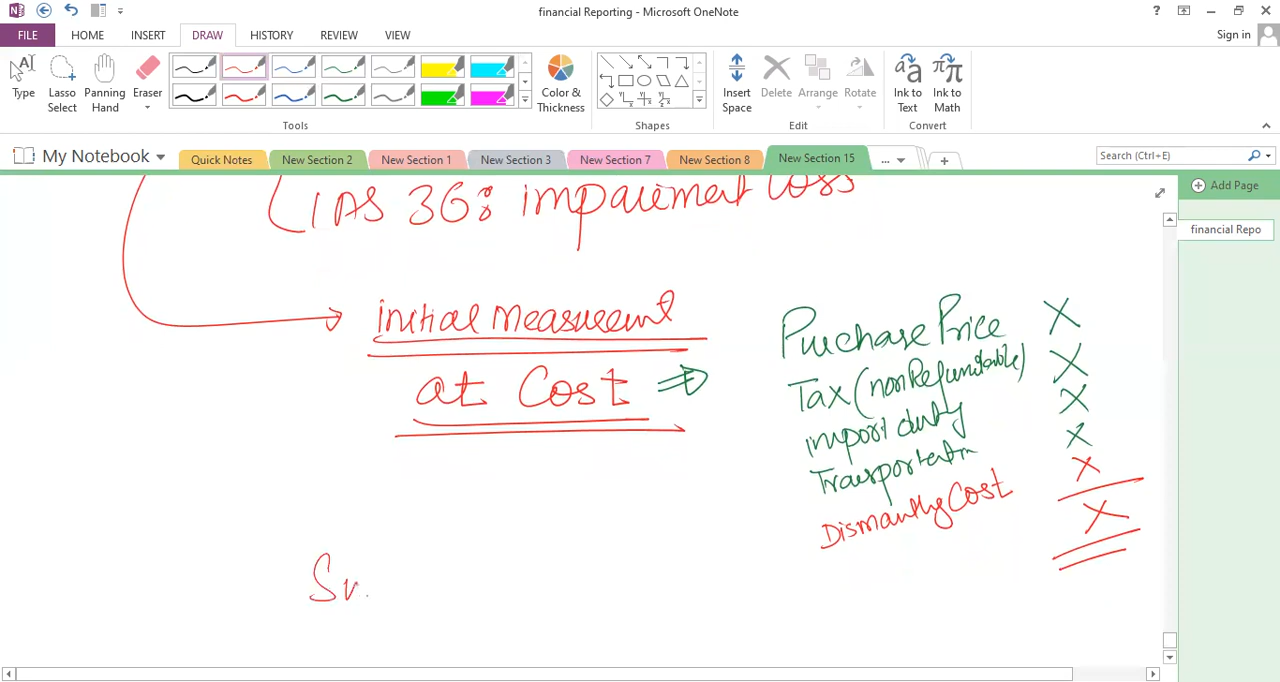 financial Reporting - Microsoft OneNote
? 
Sign in
FILE HOME INSERT DRAW HISTORY REVIEW VIEW
Type Lasso Select Panning Hand Eraser Color & Thickness Insert Space Delete Arrange Rotate Ink to Text Ink to Math
Tools Shapes Edit Convert
My Notebook Quick Notes New Section 2 New Section 1 New Section 3 New Section 7 New Section 8 New Section 15 ... Search (Ctrl+E)
Add Page
financial Repo
IAS 36: impairment Loss
initial Measurement
at Cost ⇒
Purchase Price X
Tax (nonRefundable) X
import duty X
Transportation X
Dismantling Cost X
X
Su